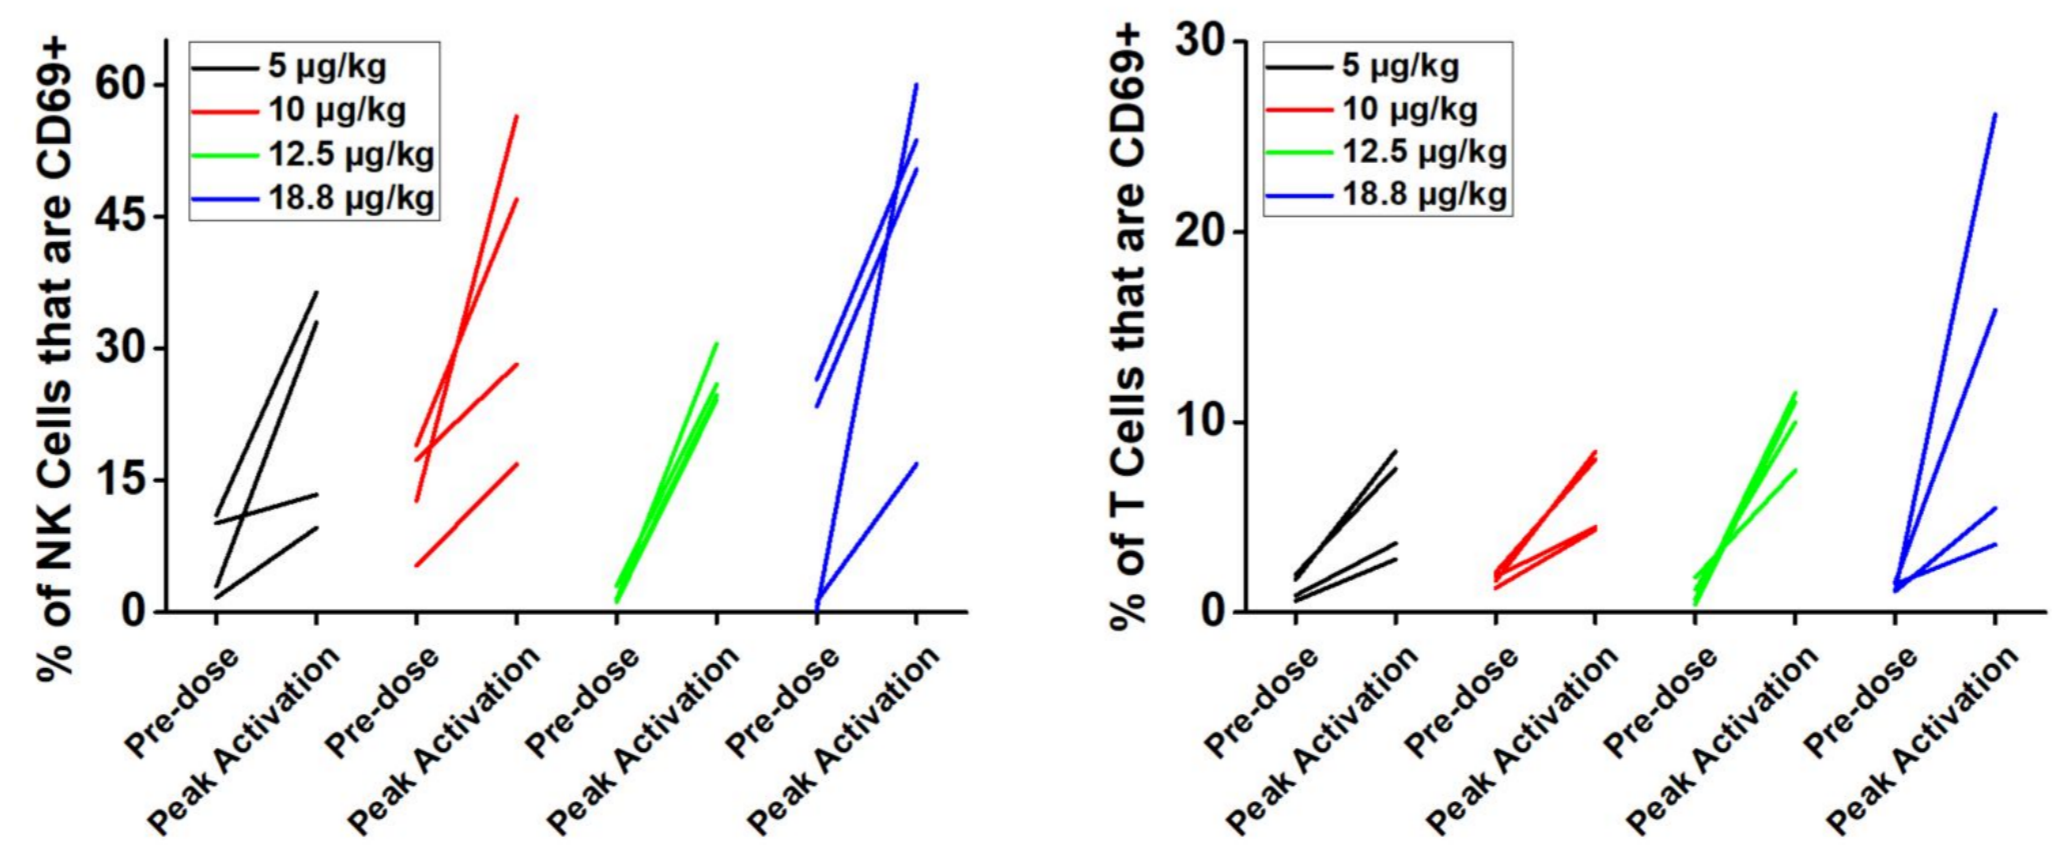 % of NK Cells that are CD69+
60
45
30
15
0
5 µg/kg
10 µg/kg
12.5 µg/kg
18.8 µg/kg
Pre-dose
Peak Activation
Pre-dose
Peak Activation
Pre-dose
Peak Activation
Pre-dose
Peak Activation
% of T Cells that are CD69+
30
20
10
0
5 µg/kg
10 µg/kg
12.5 µg/kg
18.8 µg/kg
Pre-dose
Peak Activation
Pre-dose
Peak Activation
Pre-dose
Peak Activation
Pre-dose
Peak Activation